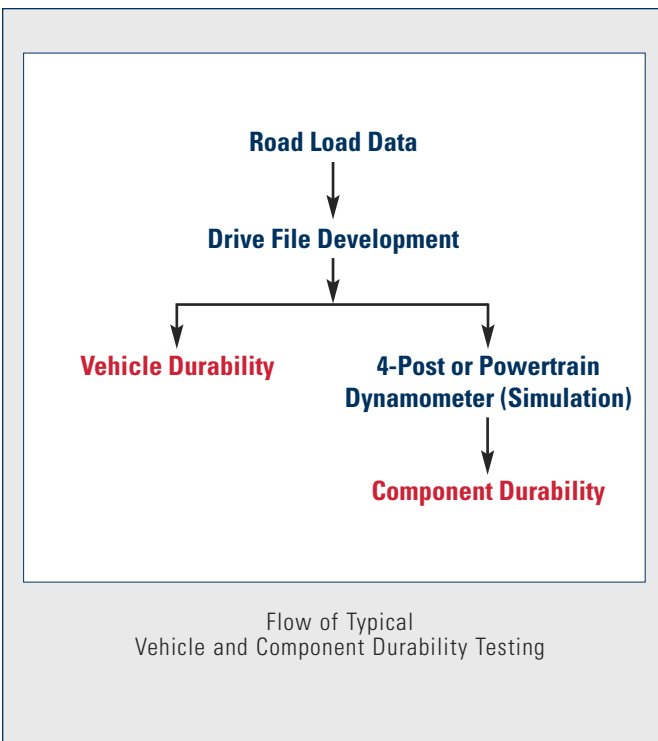 Road Load Data
Drive File Development
Vehicle Durability
4-Post or Powertrain
Dynamometer (Simulation)
Component Durability
Flow of Typical
Vehicle and Component Durability Testing